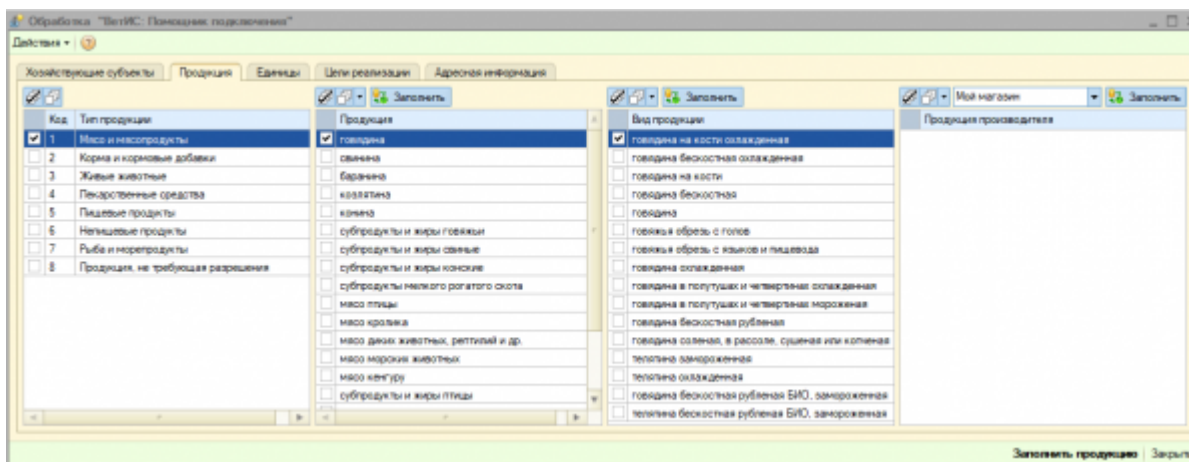 Обработка "ВетИС: Помощник подключения"
Действия
Хозяйствующие субъекты Продукция Единицы Цели реализации Адресная информация
Заполнить Заполнить Мой магазин Заполнить
Код Тип продукции
1 Мясо и мясопродукты
2 Корма и кормовые добавки
3 Живые животные
4 Лекарственные средства
5 Пищевые продукты
6 Непищевые продукты
7 Рыба и морепродукты
8 Продукция, не требующая разрешения
Продукция
говядина
свинина
баранина
козлятина
конина
субпродукты и жиры говяжьи
субпродукты и жиры свиные
субпродукты и жиры конские
субпродукты мелкого рогатого скота
мясо птицы
мясо кролика
мясо диких животных, рептилий и др.
мясо морских животных
мясо кенгуру
субпродукты и жиры птицы
Вид продукции
говядина на кости охлажденная
говядина бескостная охлажденная
говядина на кости
говядина бескостная
говядина
говяжья обрезь с голов
говяжья обрезь с языков и пищевода
говядина охлажденная
говядина в полутушах и четвертинах охлажденная
говядина в полутушах и четвертинах мороженая
говядина бескостная рубленая
говядина соленая, в рассоле, сушеная или копченая
телятина замороженная
телятина охлажденная
говядина бескостная рубленая БИО, замороженная
телятина бескостная рубленая БИО, замороженная
Продукция производителя
Заполнить продукцию Закрыть